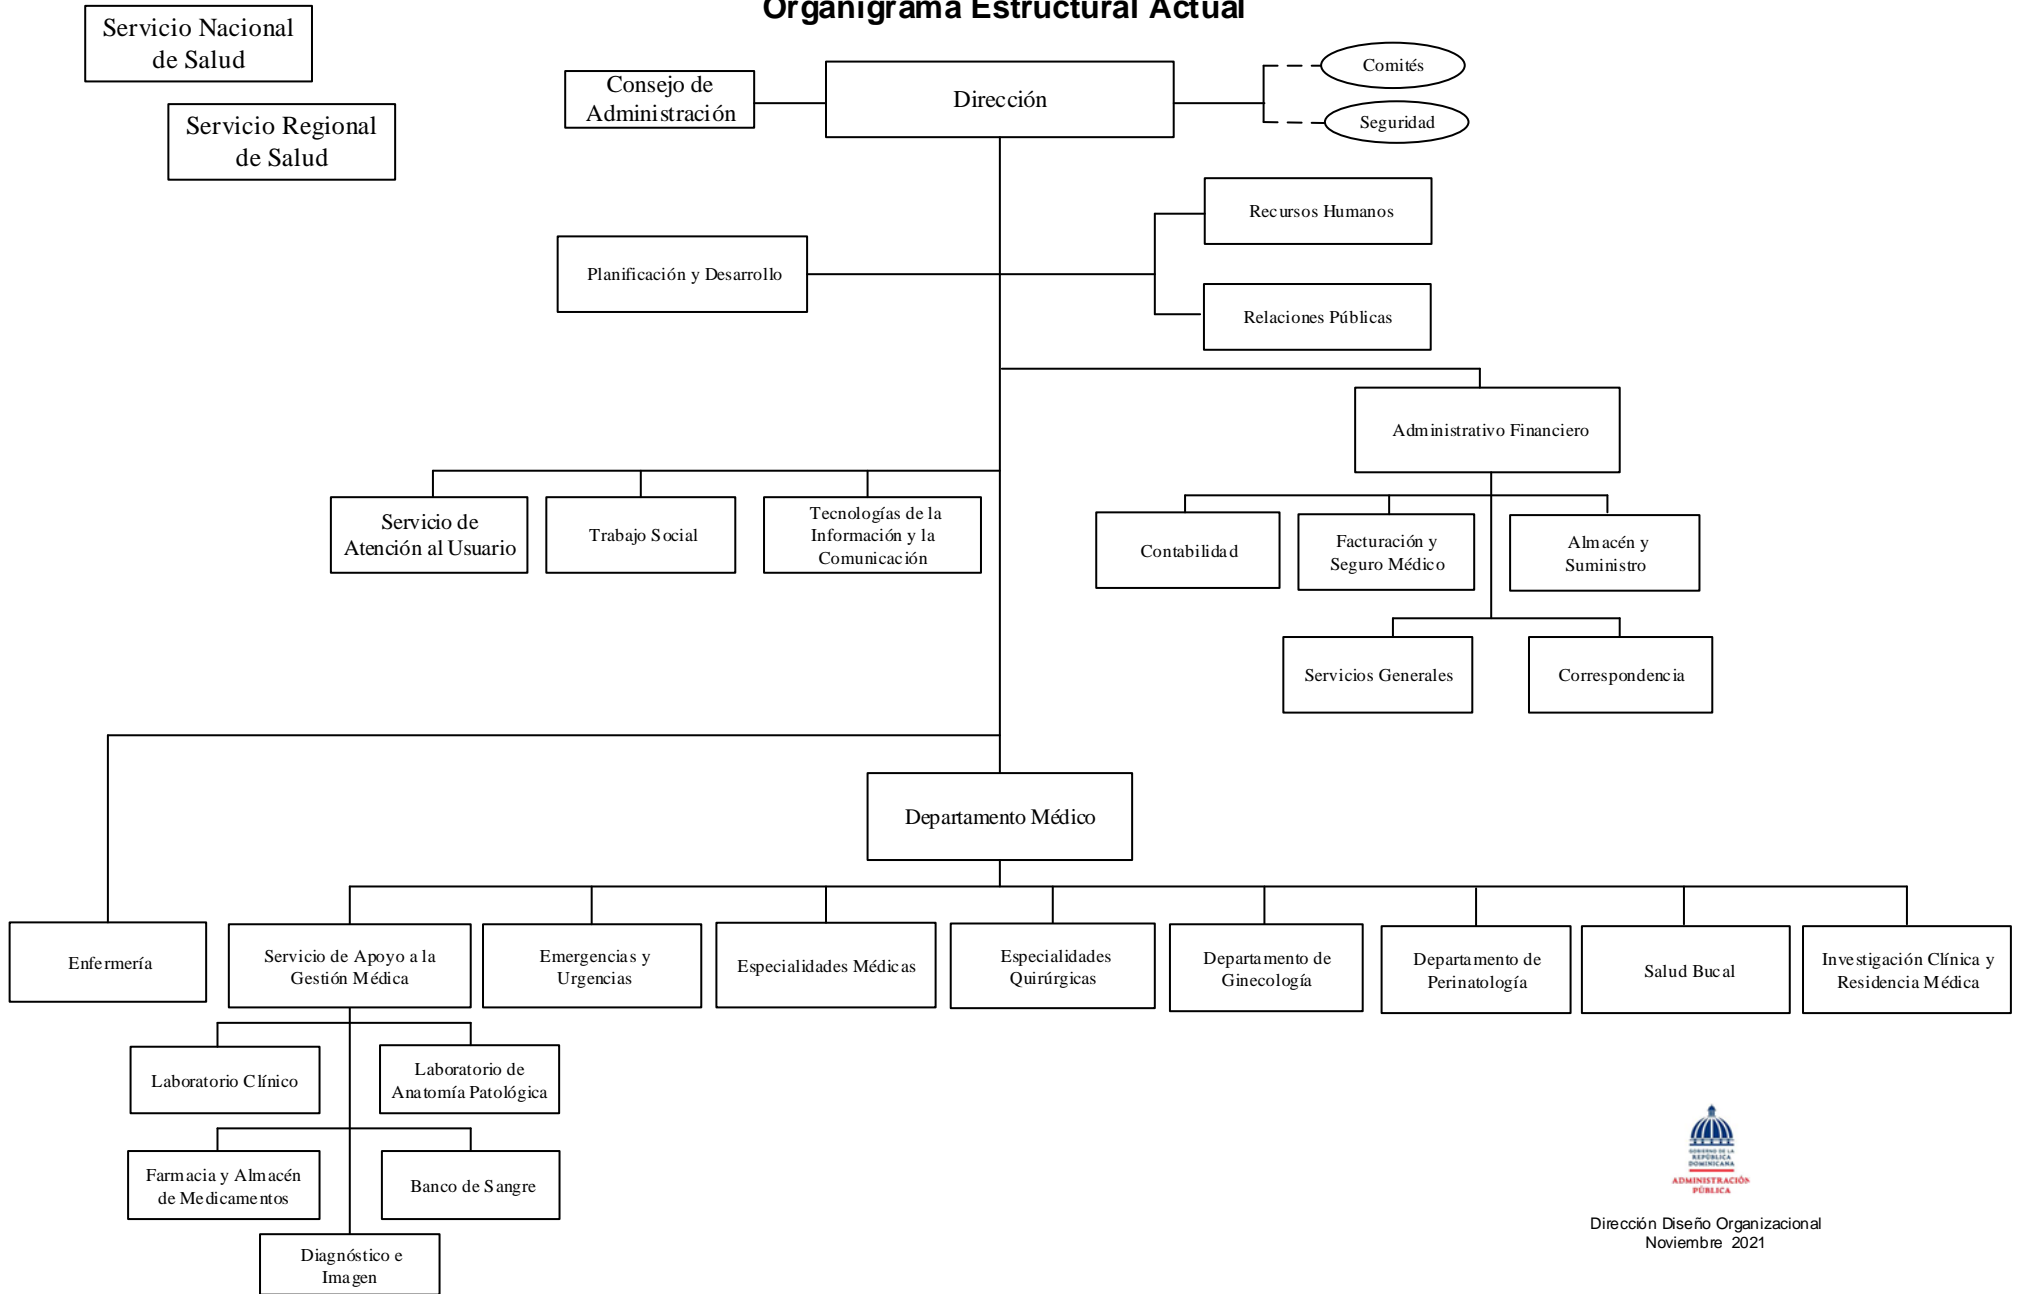 Organigrama Estructural Actual
Servicio Nacional
de Salud
Servicio Regional
de Salud
Consejo de
Administración
Dirección
Comités
Seguridad
Recursos Humanos
Planificación y Desarrollo
Relaciones Públicas
Administrativo Financiero
Servicio de
Atención al Usuario
Trabajo Social
Tecnologías de la
Información y la
Comunicación
Contabilidad
Facturación y
Seguro Médico
Almacén y
Suministro
Servicios Generales
Correspondencia
Departamento Médico
Enfermería
Servicio de Apoyo a la
Gestión Médica
Emergencias y
Urgencias
Especialidades Médicas
Especialidades
Quirúrgicas
Departamento de
Ginecología
Departamento de
Perinatología
Salud Bucal
Investigación Clínica y
Residencia Médica
Laboratorio Clínico
Laboratorio de
Anatomía Patológica
Farmacia y Almacén
de Medicamentos
Banco de Sangre
Diagnóstico e
Imagen
GOBIERNO DE LA
REPÚBLICA
DOMINICANA
ADMINISTRACIÓN
PÚBLICA
Dirección Diseño Organizacional
Noviembre 2021